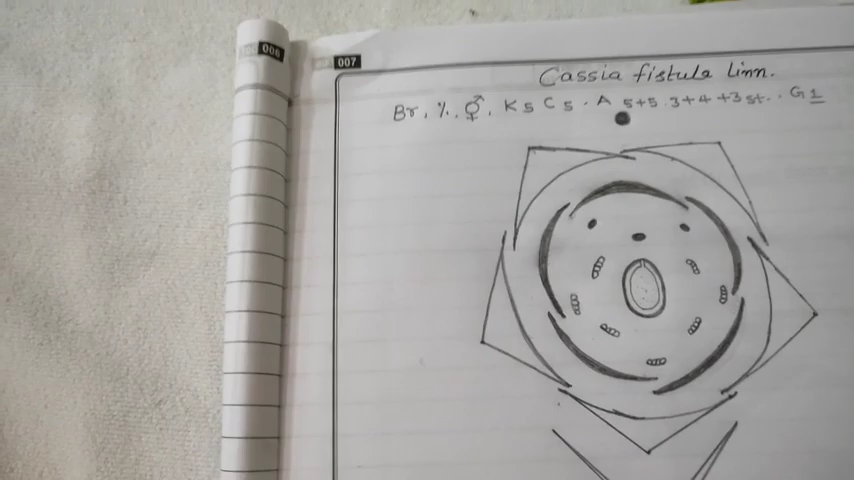 006
007
Cassia fistula linn.
Br, %, ⚥, K5 C5. A 5+5. 3+4+3 st.. G1